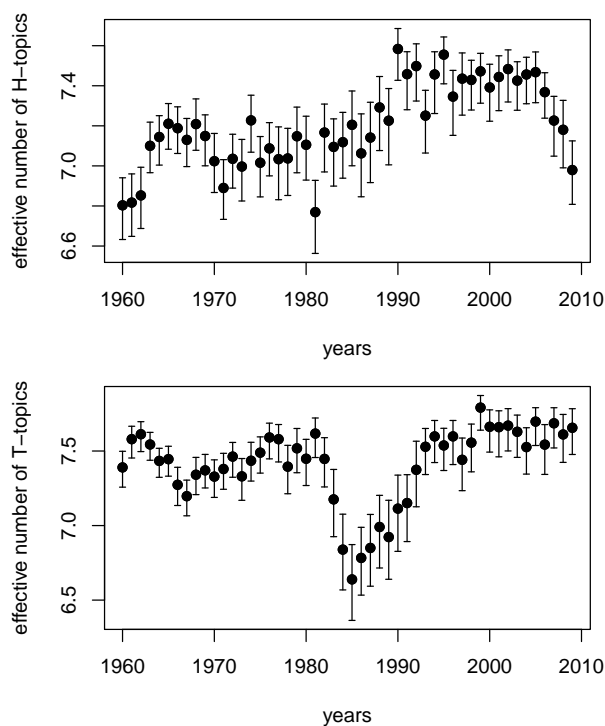 effective number of H−topics
7.4
7.0
6.6
1960 1970 1980 1990 2000 2010
years
effective number of T−topics
7.5
7.0
6.5
1960 1970 1980 1990 2000 2010
years